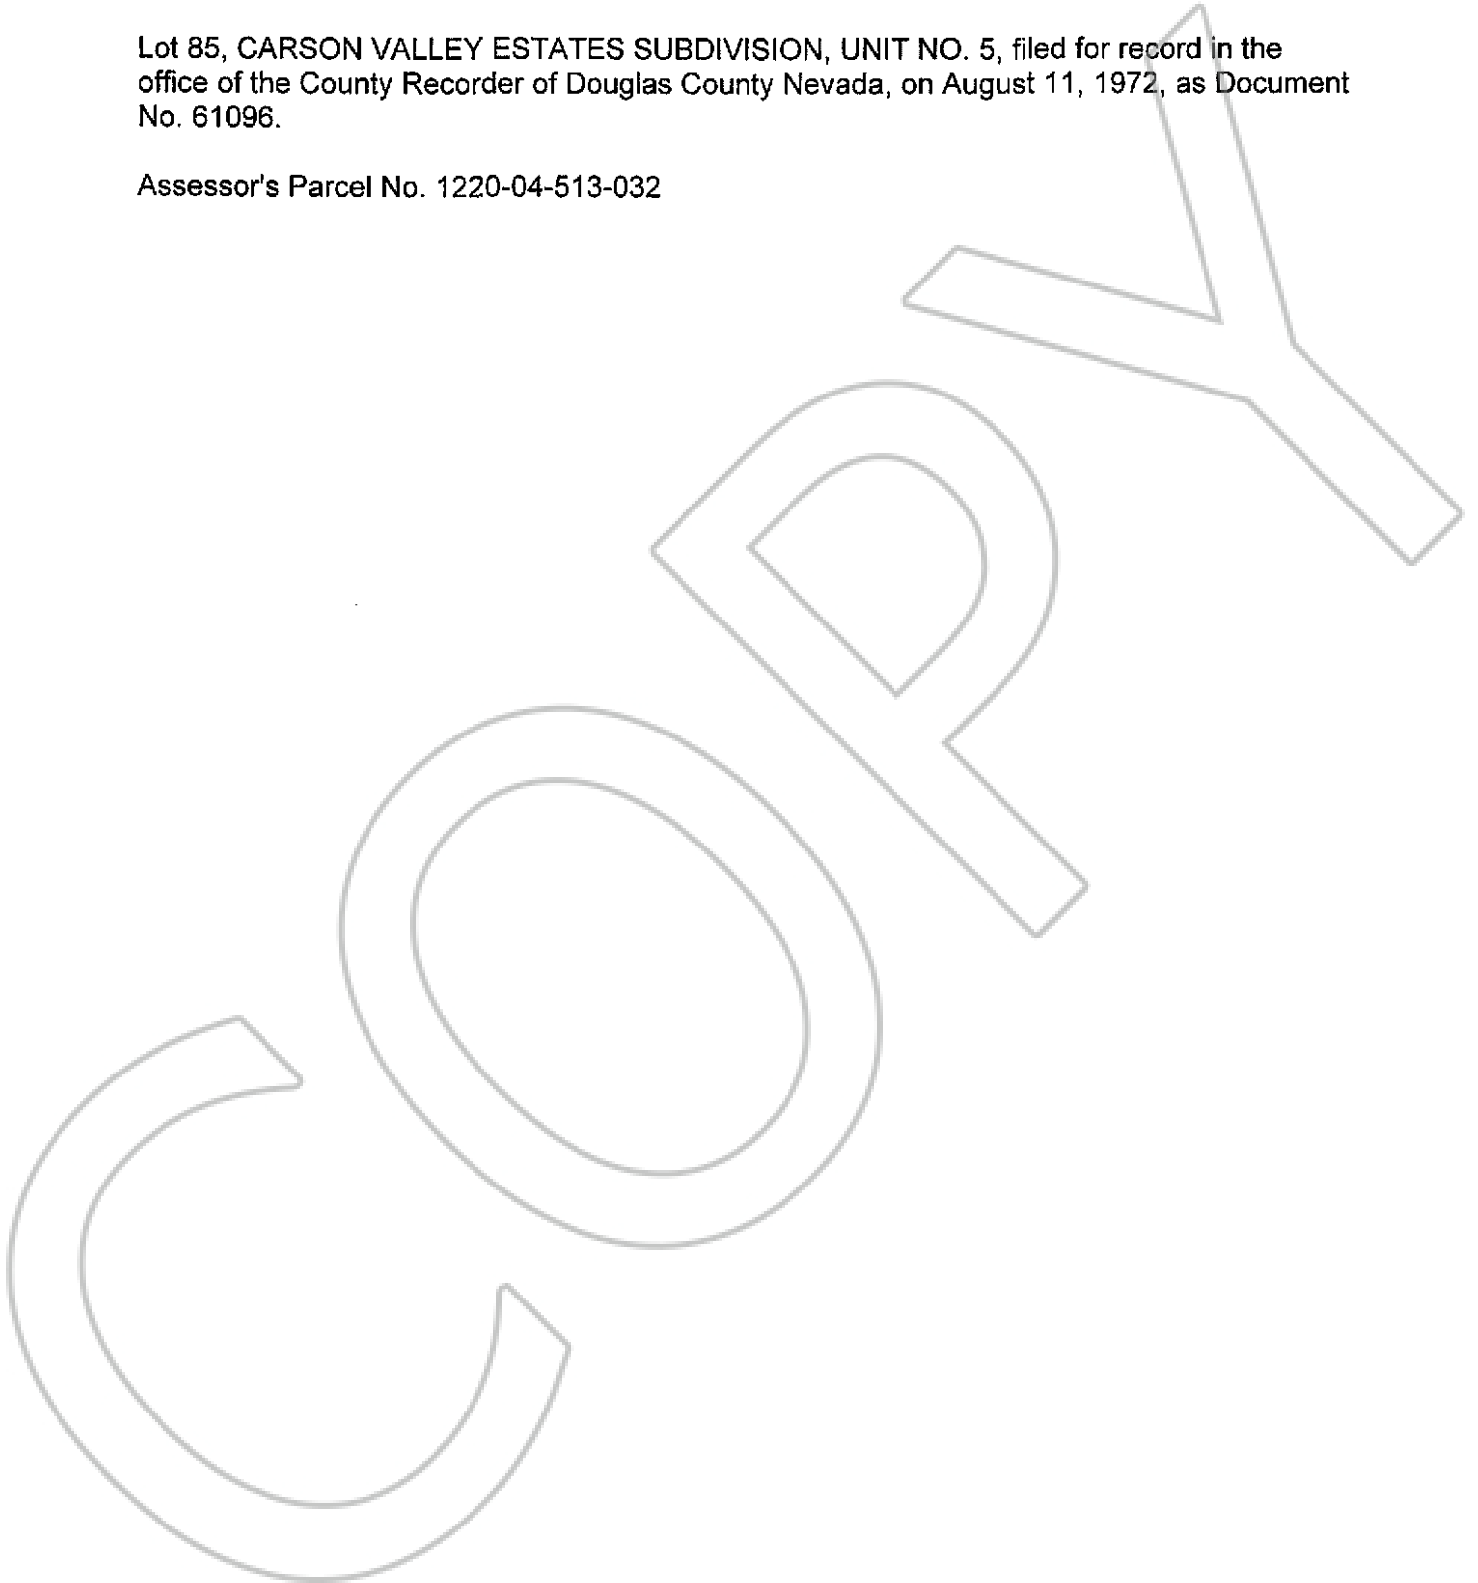 Lot 85, CARSON VALLEY ESTATES SUBDIVISION, UNIT NO. 5, filed for record in the
office of the County Recorder of Douglas County Nevada, on August 11, 1972, as Document
No. 61096.
Assessor's Parcel No. 1220-04-513-032
COPY